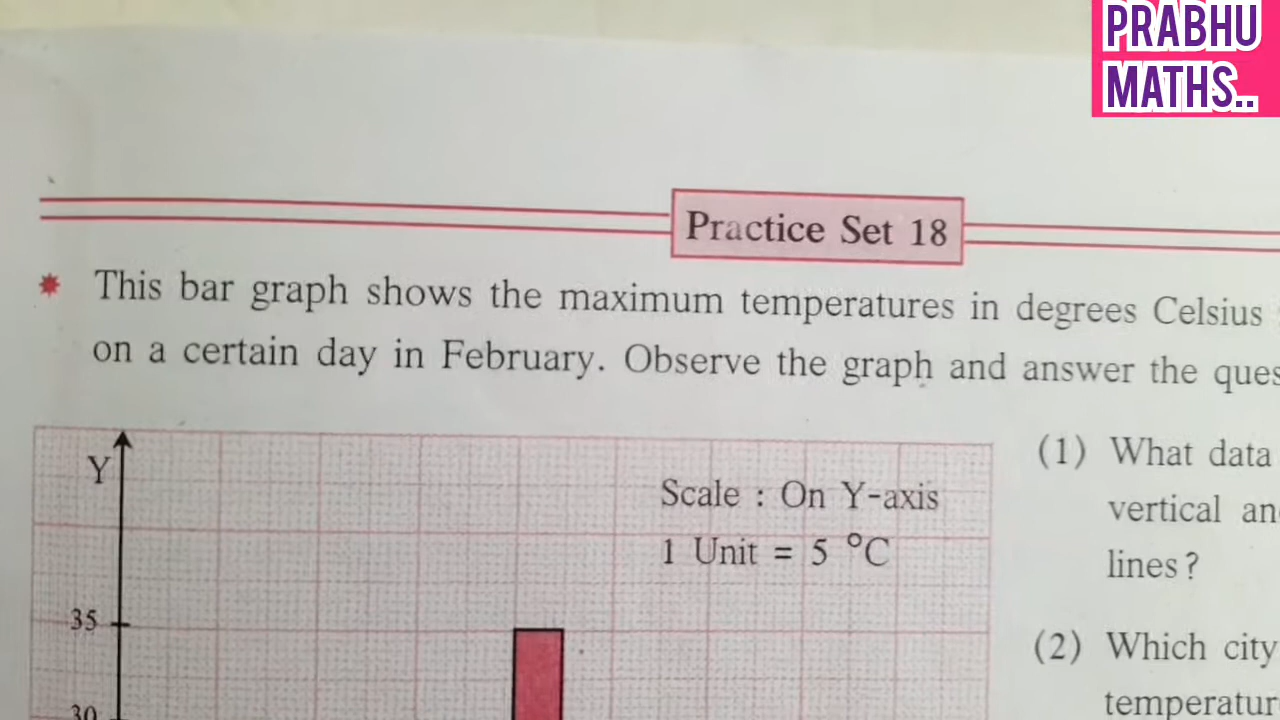 PRABHU
MATHS..
Practice Set 18
This bar graph shows the maximum temperatures in degrees Celsius
on a certain day in February. Observe the graph and answer the
Y
Scale : On Y-axis
1 Unit = 5 °C
35
30
(1) What data
vertical
lines?
(2) Which city